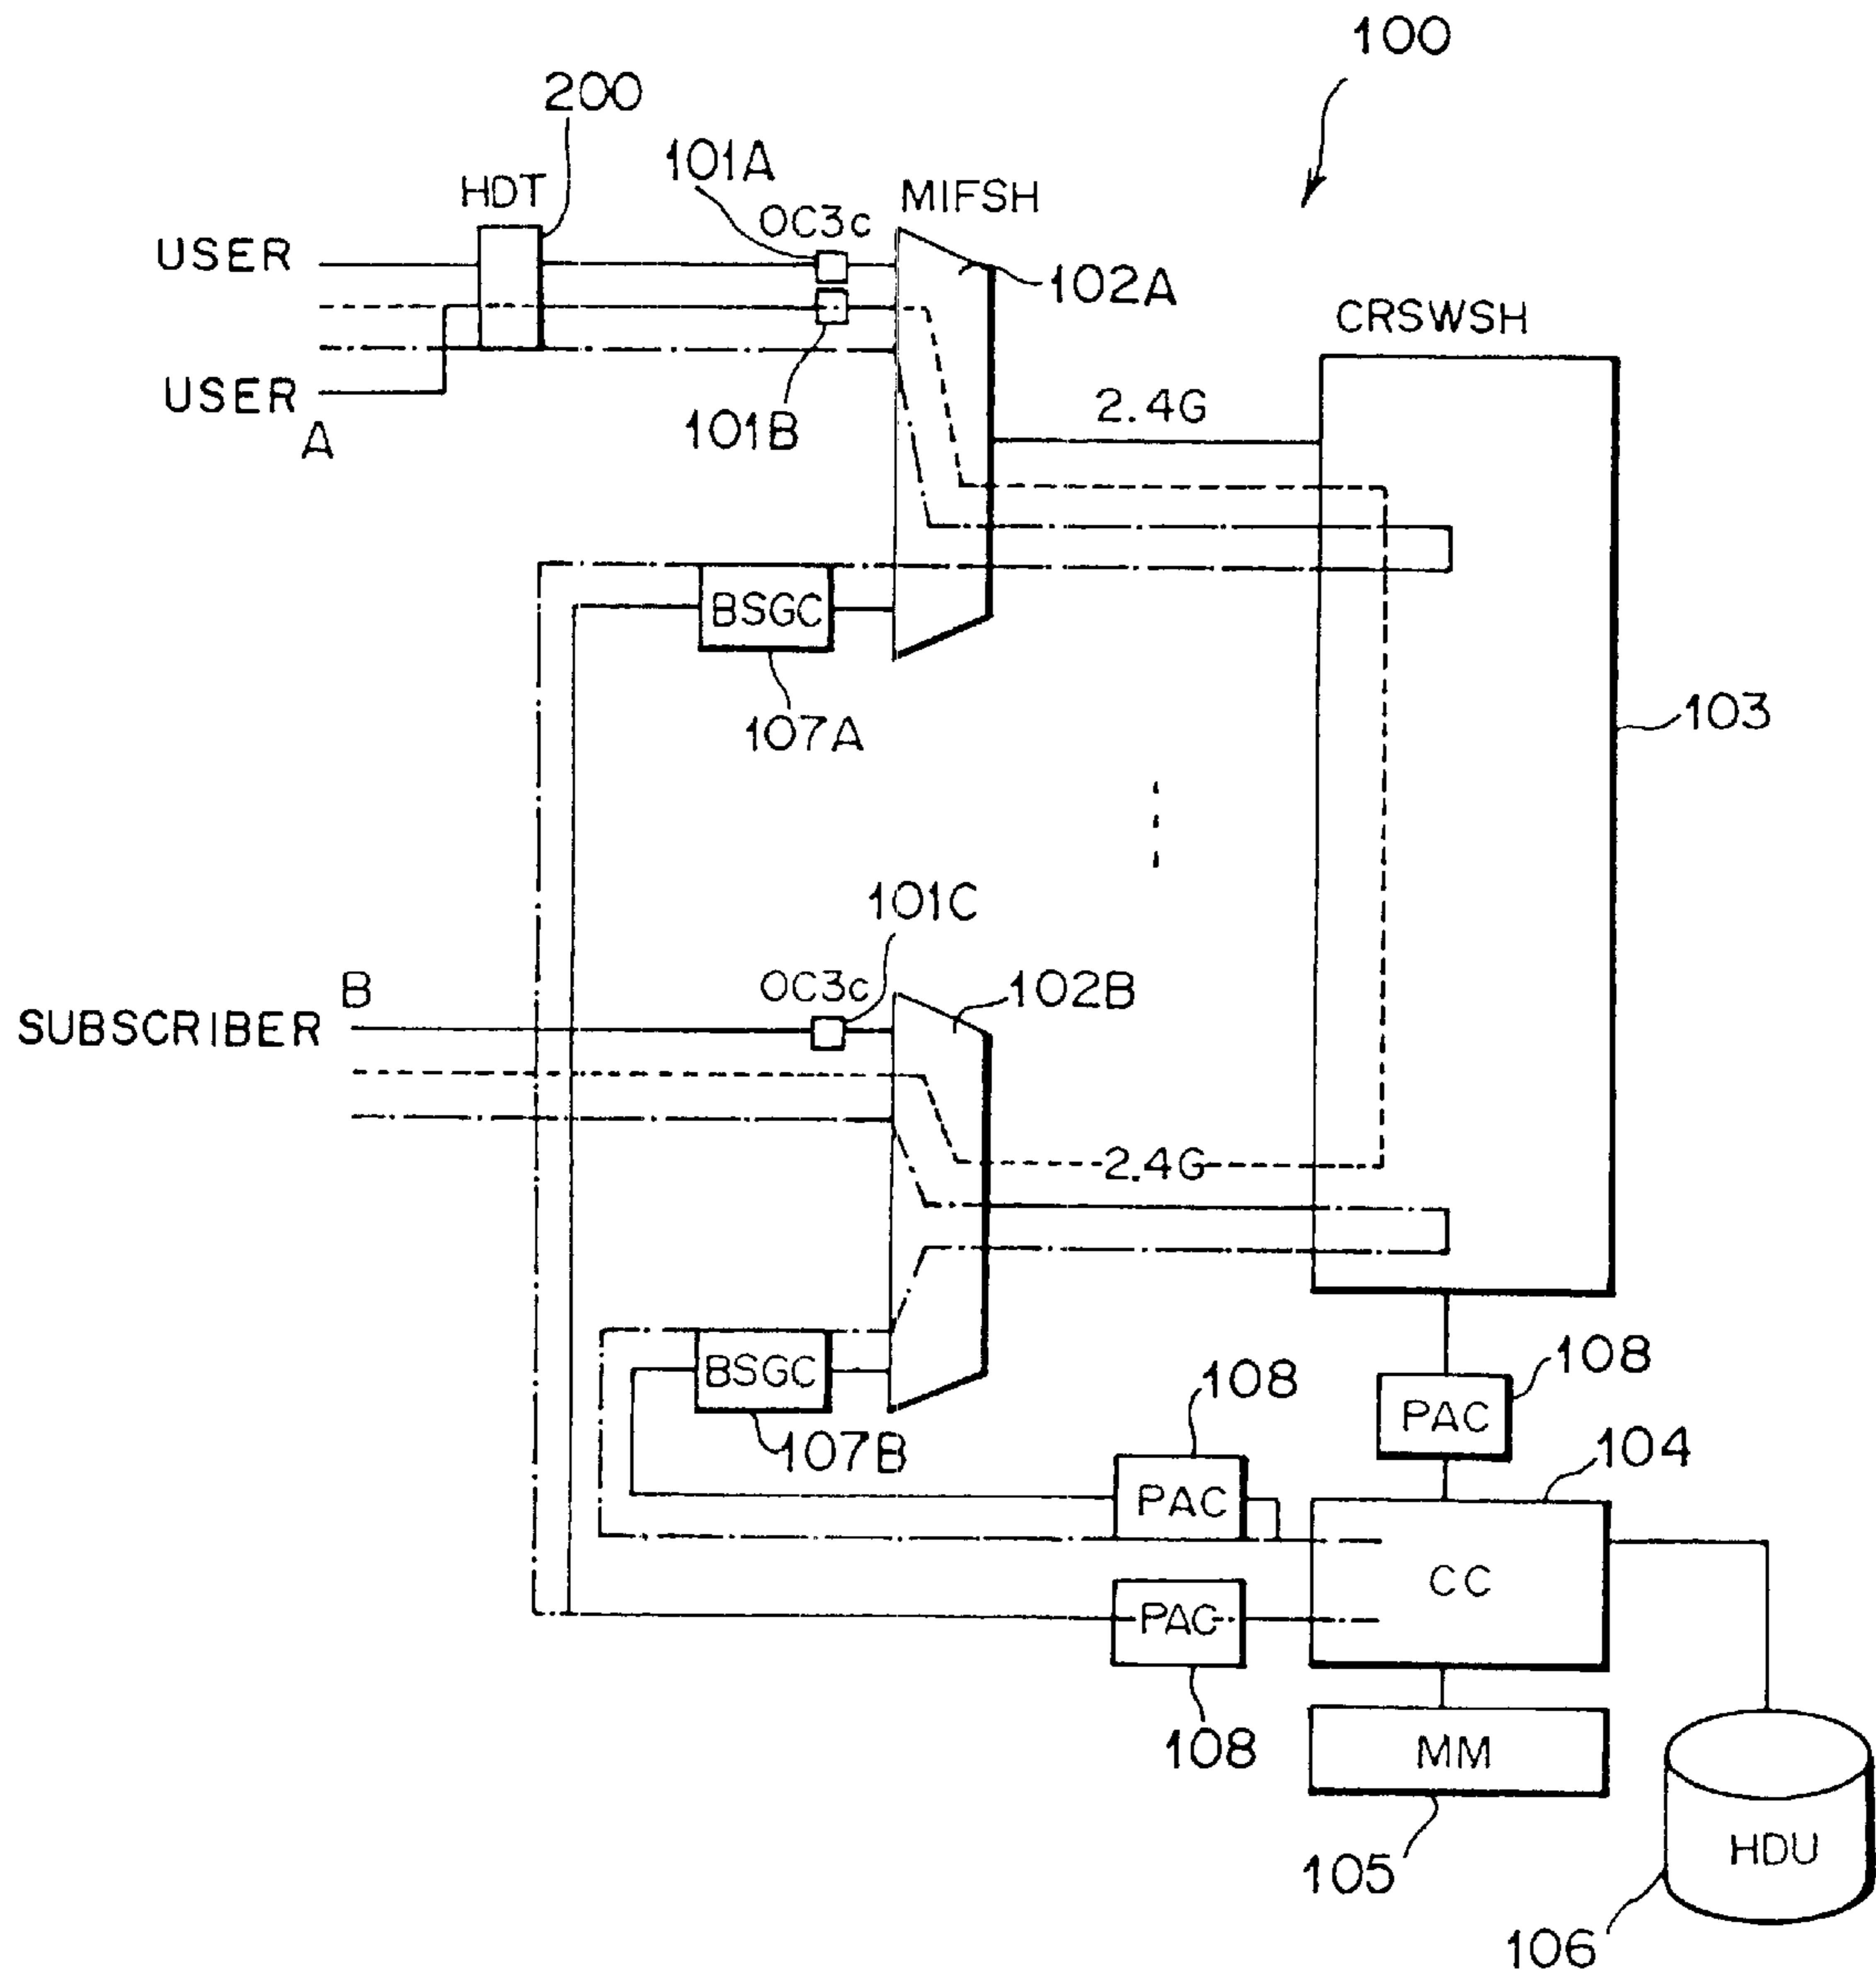 100
200
101A
HDT
OC3c
MIFSH
USER
102A
CRSWSH
USER A
101B
2.4G
BSGC
107A
103
101C
OC3c
102B
SUBSCRIBER B
2.4G
BSGC
107B
108
108
PAC
104
PAC
CC
PAC
108
MM
105
HDU
106